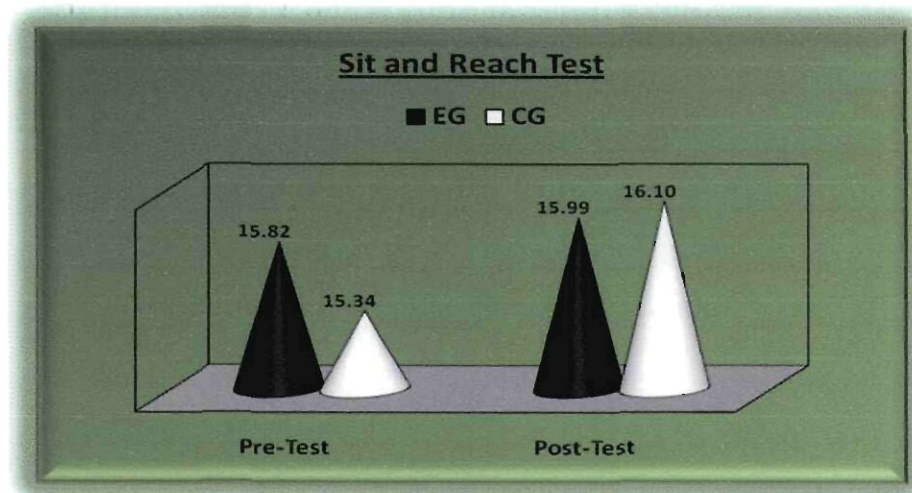 Sit and Reach Test
EG CG
15.82
15.34
15.99
16.10
Pre-Test Post-Test